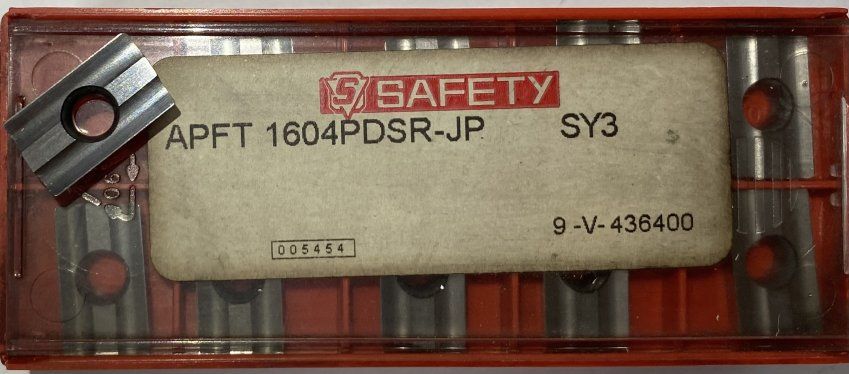 S SAFETY
APFT 1604PDSR-JP SY3
9-V-436400
005454